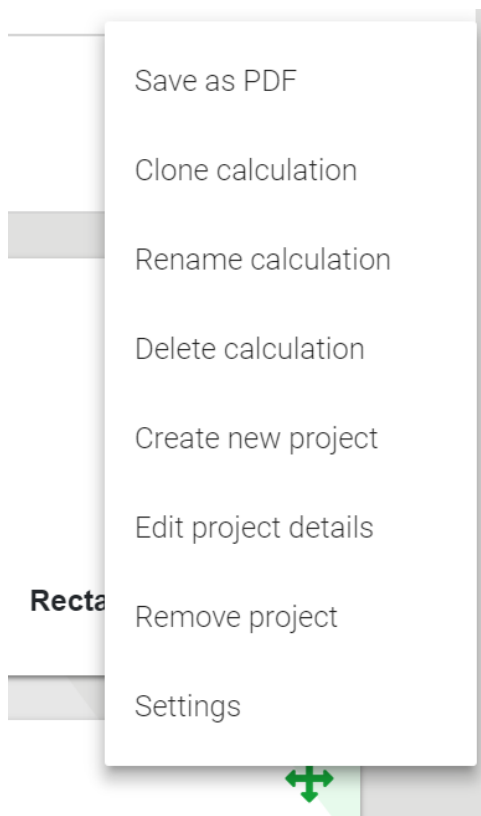 Save as PDF
Clone calculation
Rename calculation
Delete calculation
Create new project
Edit project details
Recta
Remove project
Settings